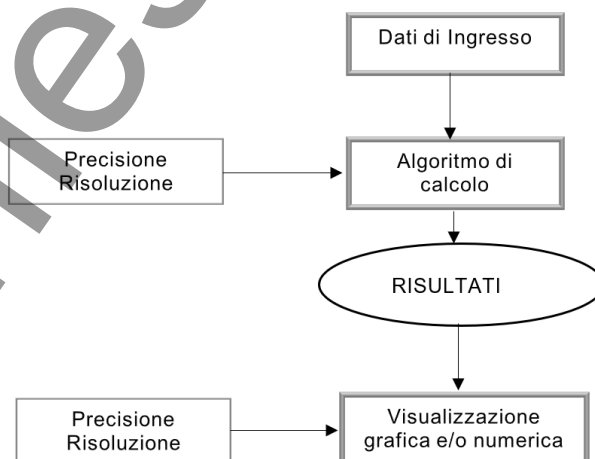 Dati di Ingresso
Precisione
Risoluzione
Algoritmo di
calcolo
RISULTATI
Precisione
Risoluzione
Visualizzazione
grafica e/o numerica